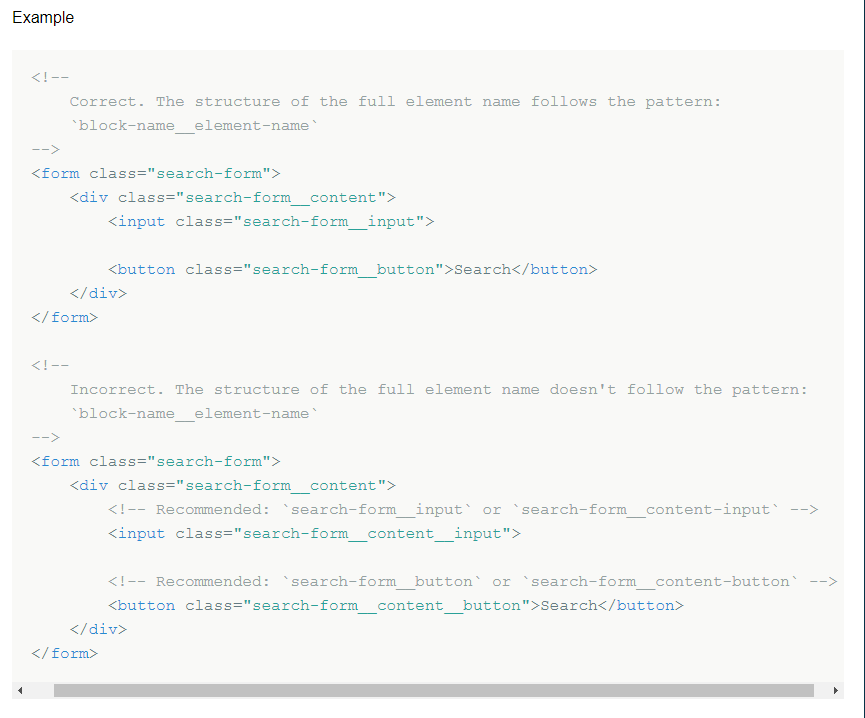 Example
<!--
    Correct. The structure of the full element name follows the pattern:
    `block-name__element-name`
-->
<form class="search-form">
    <div class="search-form__content">
        <input class="search-form__input">

        <button class="search-form__button">Search</button>
    </div>
</form>

<!--
    Incorrect. The structure of the full element name doesn't follow the pattern:
    `block-name__element-name`
-->
<form class="search-form">
    <div class="search-form__content">
        <!-- Recommended: `search-form__input` or `search-form__content-input` -->
        <input class="search-form__content__input">

        <!-- Recommended: `search-form__button` or `search-form__content-button` -->
        <button class="search-form__content__button">Search</button>
    </div>
</form>